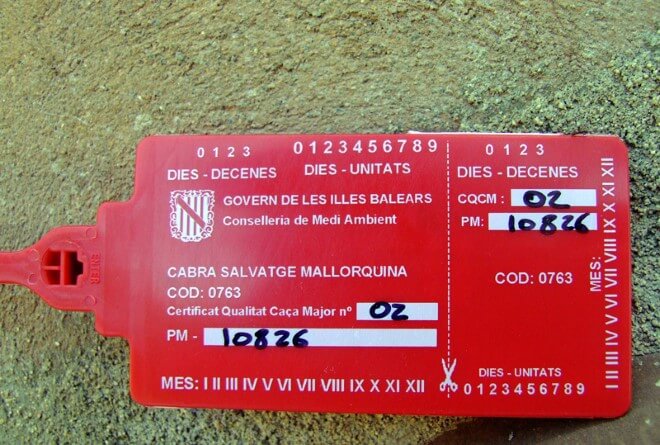 0 1 2 3
0 1 2 3 4 5 6 7 8 9
DIES - DECENES
DIES - UNITATS
GOVERN DE LES ILLES BALEARS
Conselleria de Medi Ambient
CABRA SALVATGE MALLORQUINA
COD: 0763
Certificat Qualitat Caça Major nº 02
PM - 10826
MES: I II III IV V VI VII VIII IX X XI XII
0 1 2 3
DIES - DECENES
CQCM : 02
PM: 10826
COD: 0763
MES: I II III IV V VI VII VIII IX X XI XII
DIES - UNITATS
0 1 2 3 4 5 6 7 8 9
ENTER